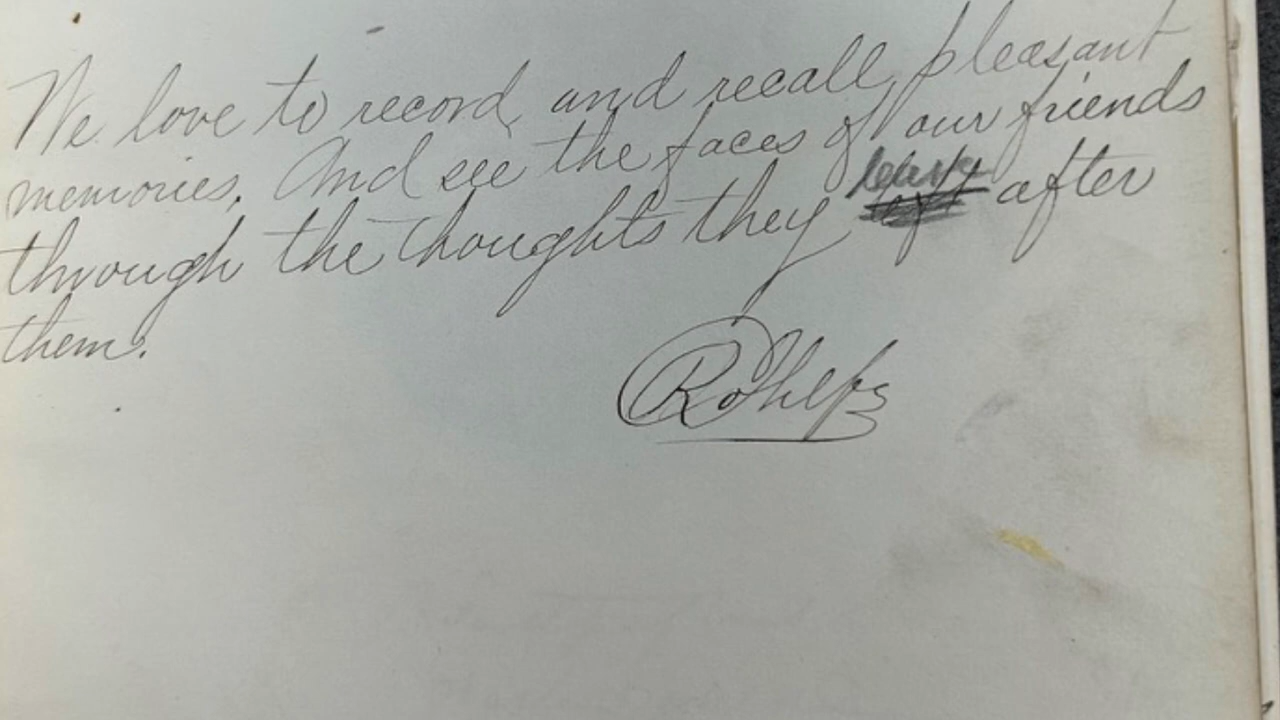 We love to record, and recall, pleasant
memories. And see the faces of our friends
through the thoughts they leave after
them.